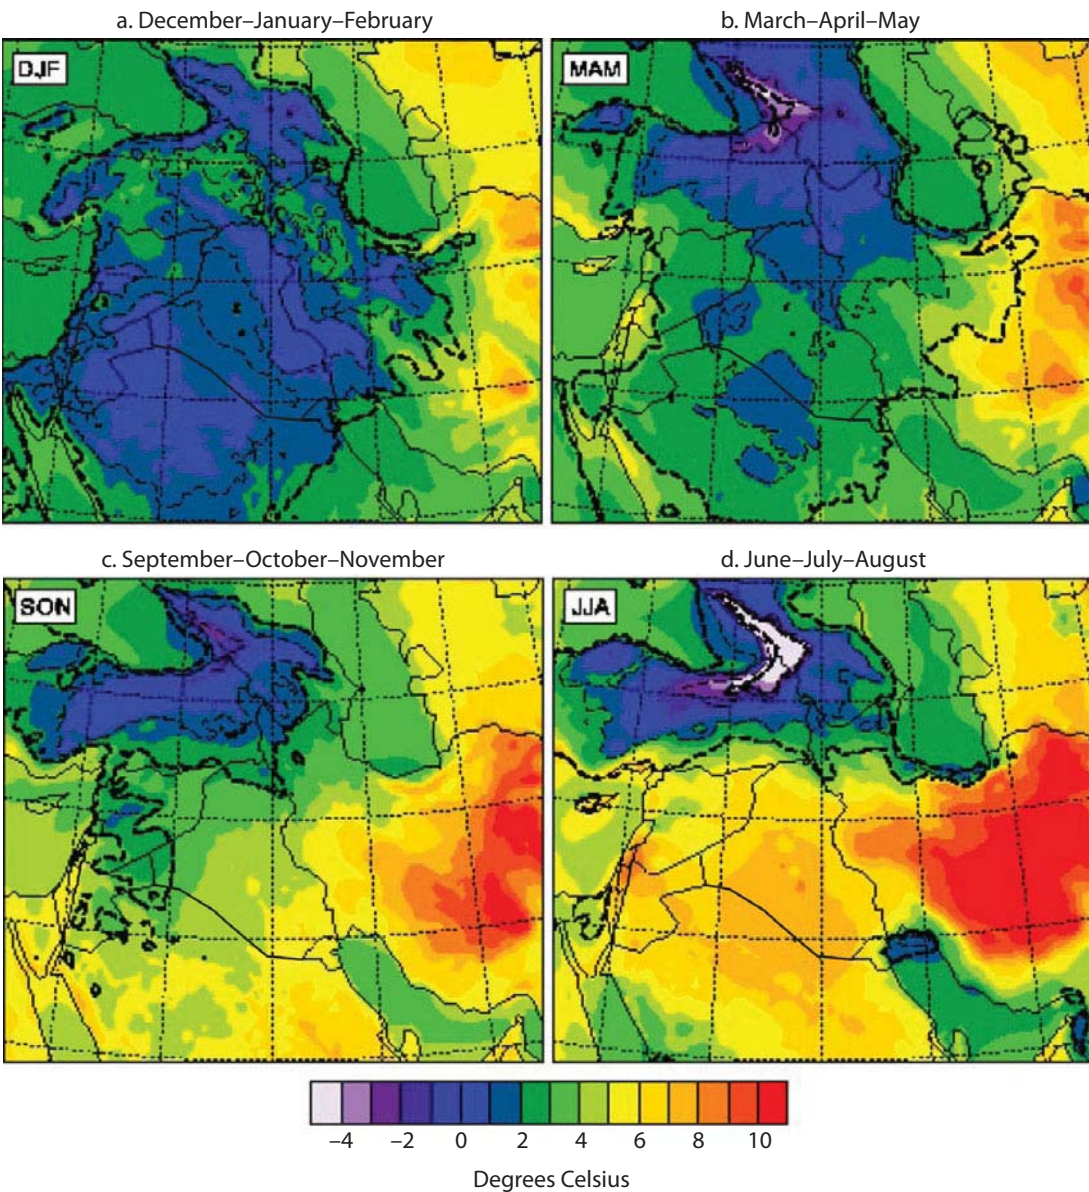 a. December–January–February
b. March–April–May
DJF
MAM
c. September–October–November
d. June–July–August
SON
JJA
–4 –2 0 2 4 6 8 10
Degrees Celsius